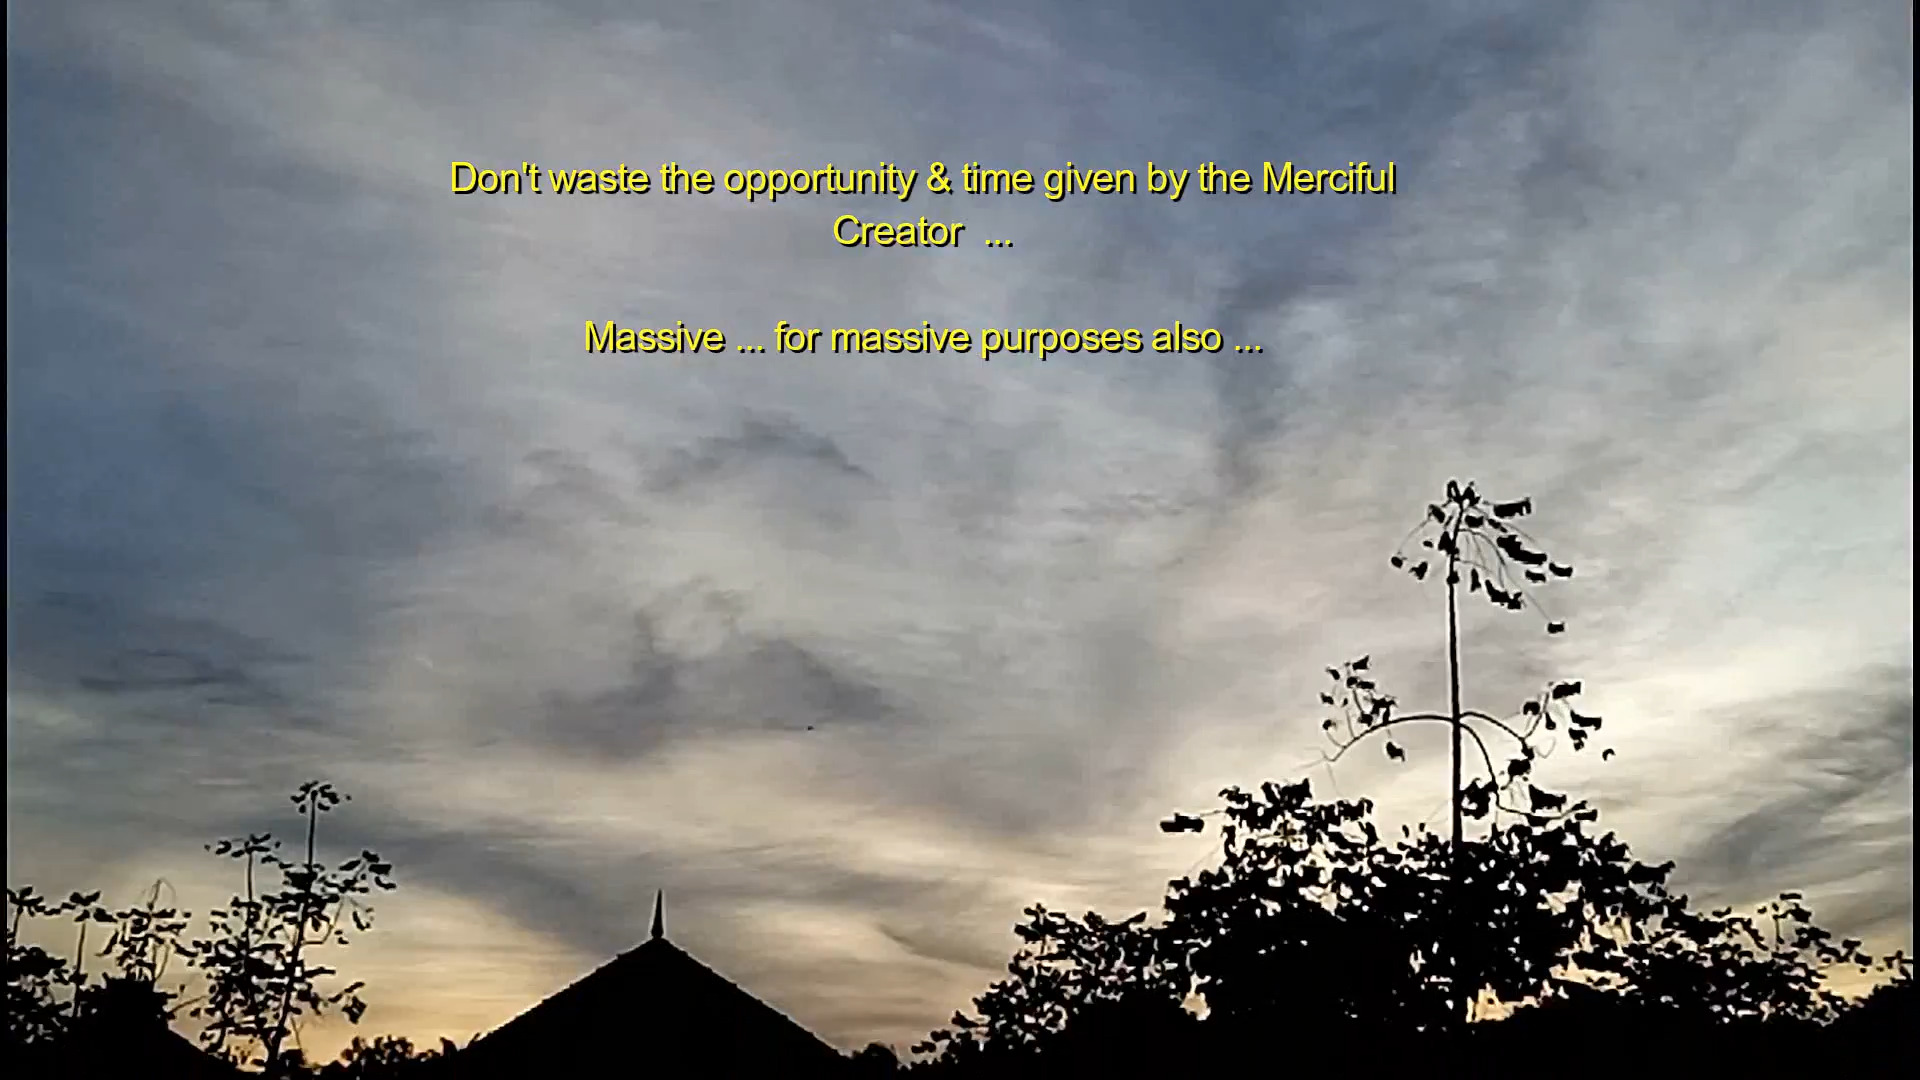 Don't waste the opportunity & time given by the Merciful
Creator  ...
Massive ... for massive purposes also ...